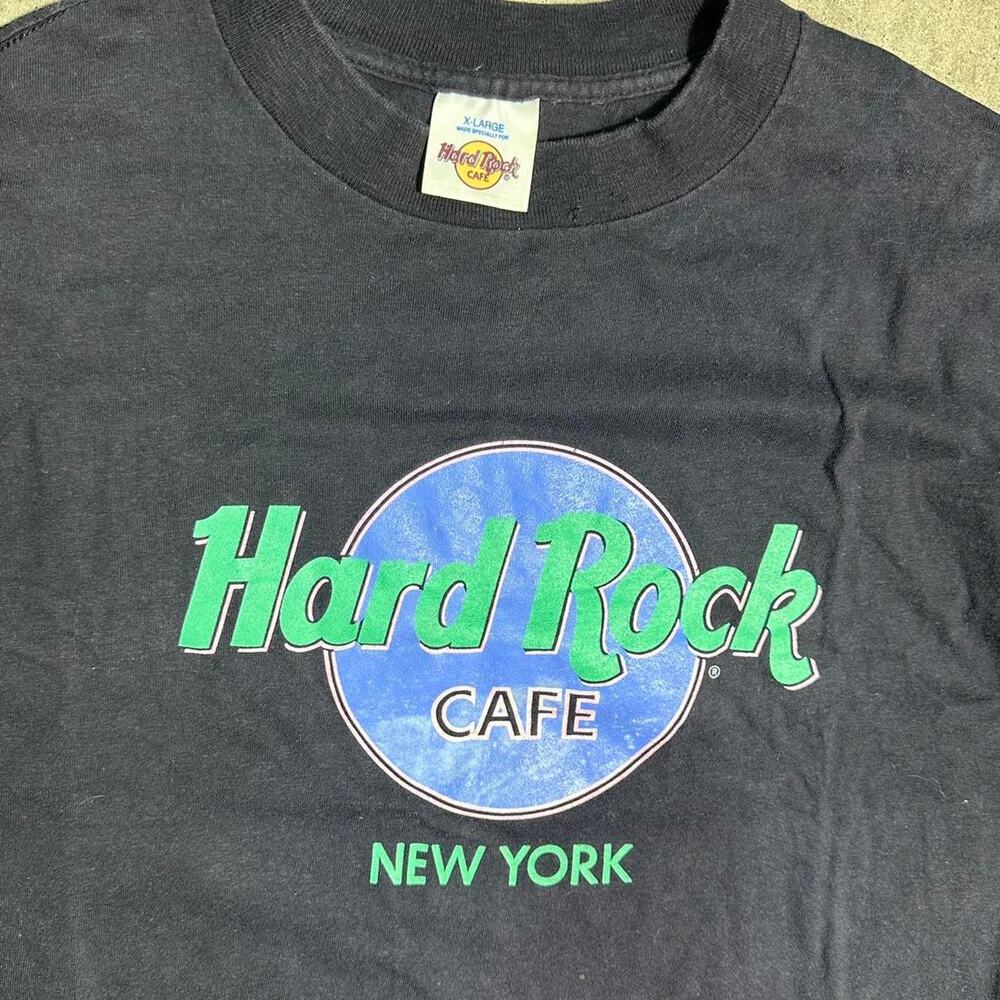 X-LARGE
MADE SPECIALLY FOR
Hard Rock
CAFE
®
Hard Rock
®
CAFE
NEW YORK